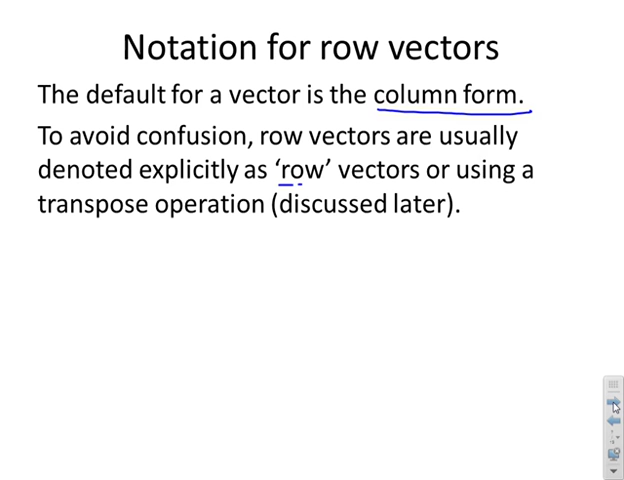 Notation for row vectors
The default for a vector is the column form.
To avoid confusion, row vectors are usually
denoted explicitly as ‘row’ vectors or using a
transpose operation (discussed later).